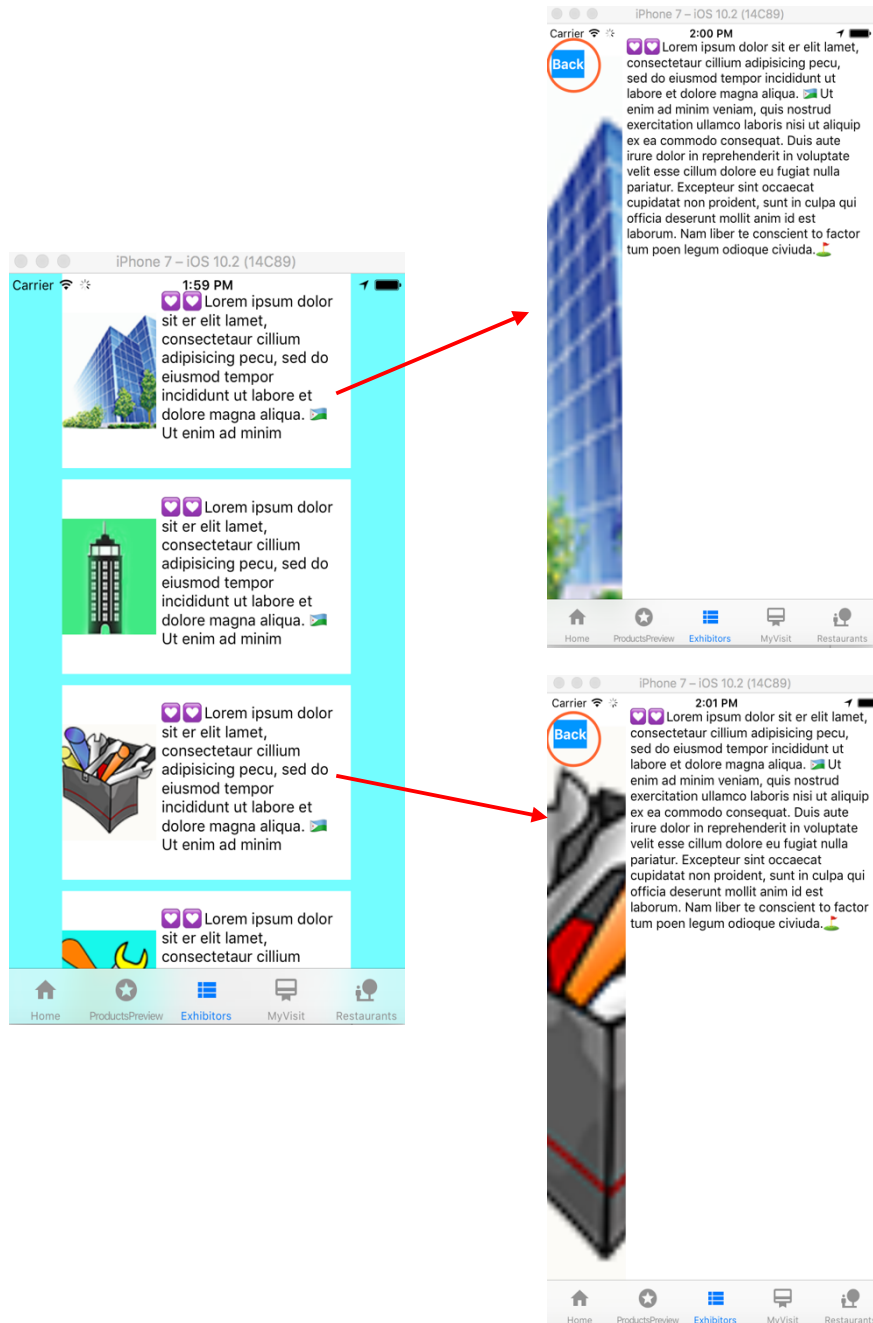 iPhone 7 – iOS 10.2 (14C89)
Carrier 1:59 PM
💟💟Lorem ipsum dolor
sit er elit lamet,
consectetaur cillium
adipisicing pecu, sed do
eiusmod tempor
incididunt ut labore et
dolore magna aliqua. 🇩🇯
Ut enim ad minim
💟💟Lorem ipsum dolor
sit er elit lamet,
consectetaur cillium
adipisicing pecu, sed do
eiusmod tempor
incididunt ut labore et
dolore magna aliqua. 🇩🇯
Ut enim ad minim
💟💟Lorem ipsum dolor
sit er elit lamet,
consectetaur cillium
adipisicing pecu, sed do
eiusmod tempor
incididunt ut labore et
dolore magna aliqua. 🇩🇯
Ut enim ad minim
💟💟Lorem ipsum dolor
sit er elit lamet,
consectetaur cillium
Home ProductsPreview Exhibitors MyVisit Restaurants
iPhone 7 – iOS 10.2 (14C89)
Carrier 2:00 PM
Back
💟💟Lorem ipsum dolor sit er elit lamet,
consectetaur cillium adipisicing pecu,
sed do eiusmod tempor incididunt ut
labore et dolore magna aliqua. 🇩🇯 Ut
enim ad minim veniam, quis nostrud
exercitation ullamco laboris nisi ut aliquip
ex ea commodo consequat. Duis aute
irure dolor in reprehenderit in voluptate
velit esse cillum dolore eu fugiat nulla
pariatur. Excepteur sint occaecat
cupidatat non proident, sunt in culpa qui
officia deserunt mollit anim id est
laborum. Nam liber te conscient to factor
tum poen legum odioque civiuda.⛳
Home ProductsPreview Exhibitors MyVisit Restaurants
iPhone 7 – iOS 10.2 (14C89)
Carrier 2:01 PM
Back
💟💟Lorem ipsum dolor sit er elit lamet,
consectetaur cillium adipisicing pecu,
sed do eiusmod tempor incididunt ut
labore et dolore magna aliqua. 🇩🇯 Ut
enim ad minim veniam, quis nostrud
exercitation ullamco laboris nisi ut aliquip
ex ea commodo consequat. Duis aute
irure dolor in reprehenderit in voluptate
velit esse cillum dolore eu fugiat nulla
pariatur. Excepteur sint occaecat
cupidatat non proident, sunt in culpa qui
officia deserunt mollit anim id est
laborum. Nam liber te conscient to factor
tum poen legum odioque civiuda.⛳
Home ProductsPreview Exhibitors MyVisit Restaurants